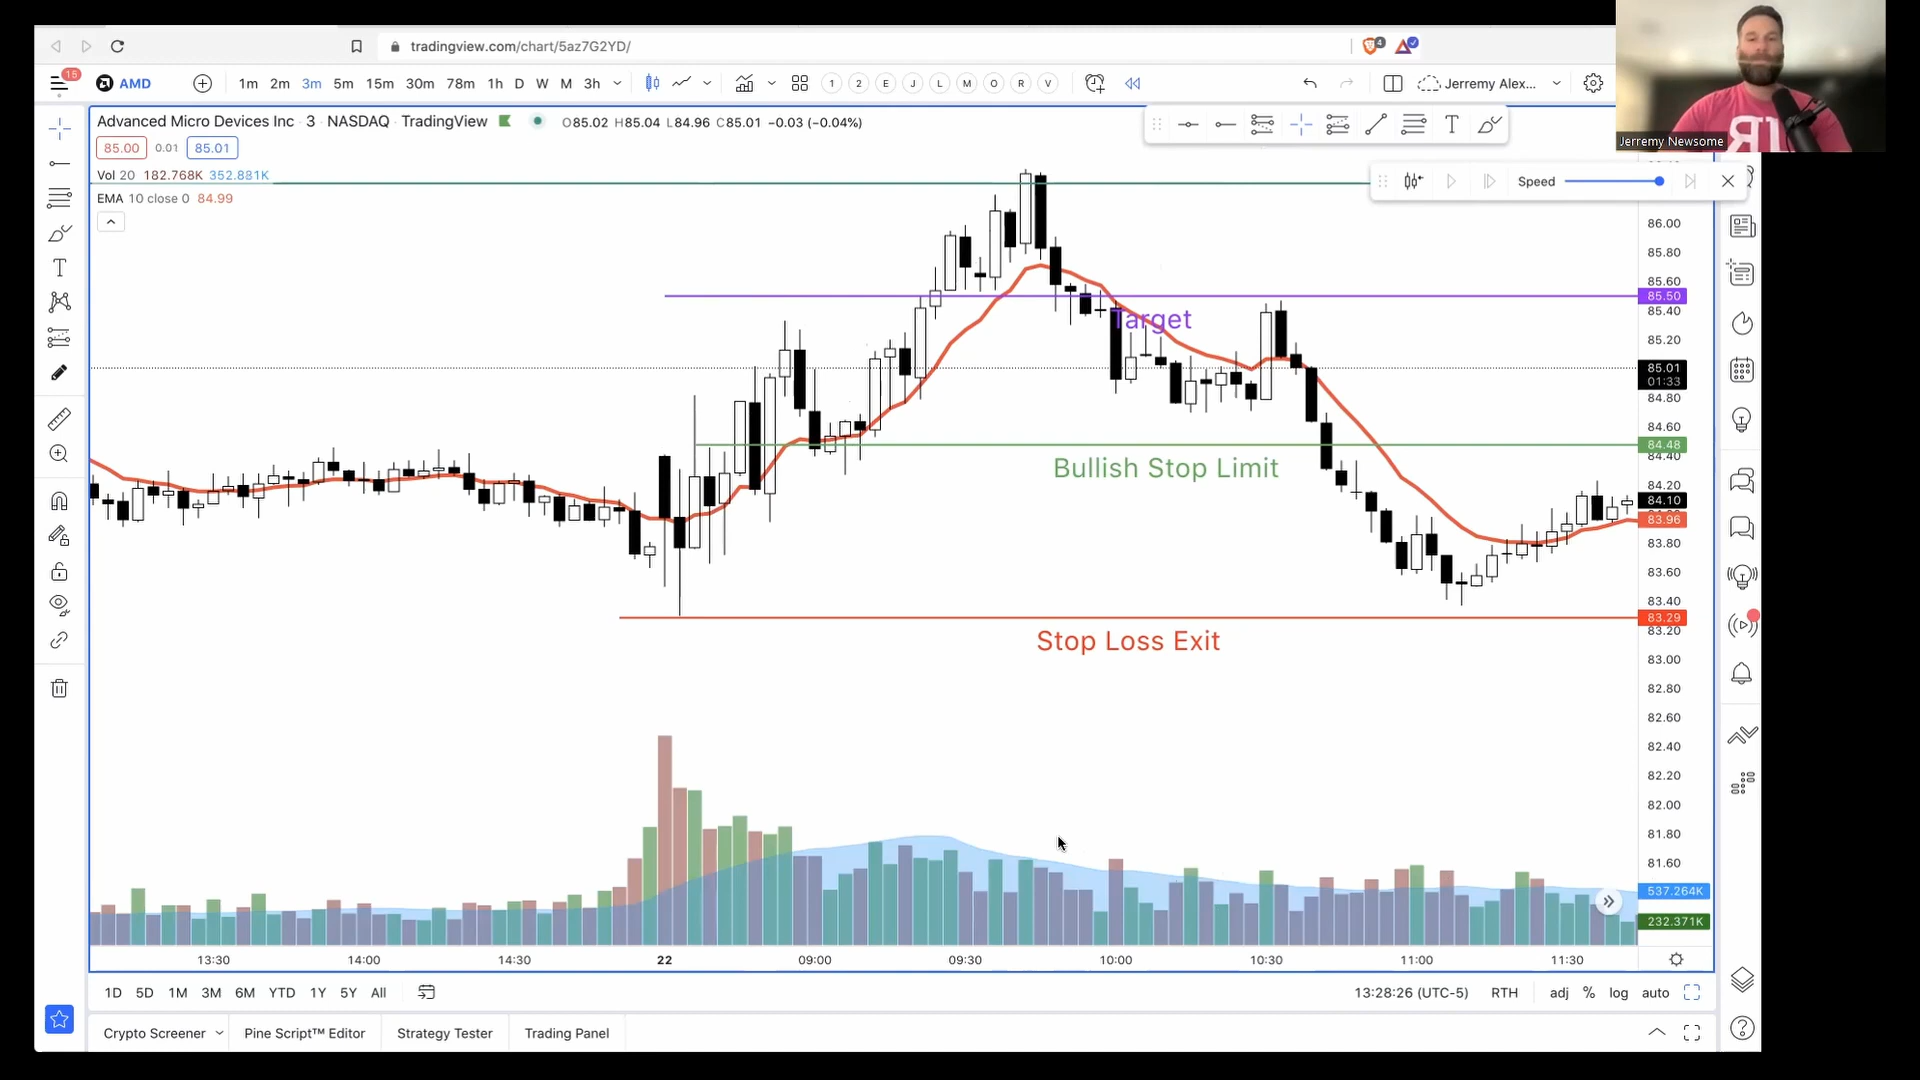 tradingview.com/chart/5az7G2YD/
4
15
AMD
1m 2m 3m 5m 15m 30m 78m 1h D W M 3h
1 2 E J L M O R V
Jerremy Alex...
Jerremy Newsome
Advanced Micro Devices Inc · 3 · NASDAQ · TradingView
O85.02 H85.04 L84.96 C85.01 −0.03 (−0.04%)
85.00 0.01 85.01
Vol 20 182.768K 352.881K
EMA 10 close 0 84.99
Speed
86.00
85.80
85.60
85.50
85.40
85.20
85.01
01:33
84.80
84.60
84.48
84.40
84.20
84.10
83.96
83.80
83.60
83.40
83.29
83.20
83.00
82.80
82.60
82.40
82.20
82.00
81.80
81.60
537.264K
232.371K
Target
Bullish Stop Limit
Stop Loss Exit
13:30 14:00 14:30 22 09:00 09:30 10:00 10:30 11:00 11:30
1D 5D 1M 3M 6M YTD 1Y 5Y All
13:28:26 (UTC-5) RTH adj % log auto
Crypto Screener Pine Script™ Editor Strategy Tester Trading Panel